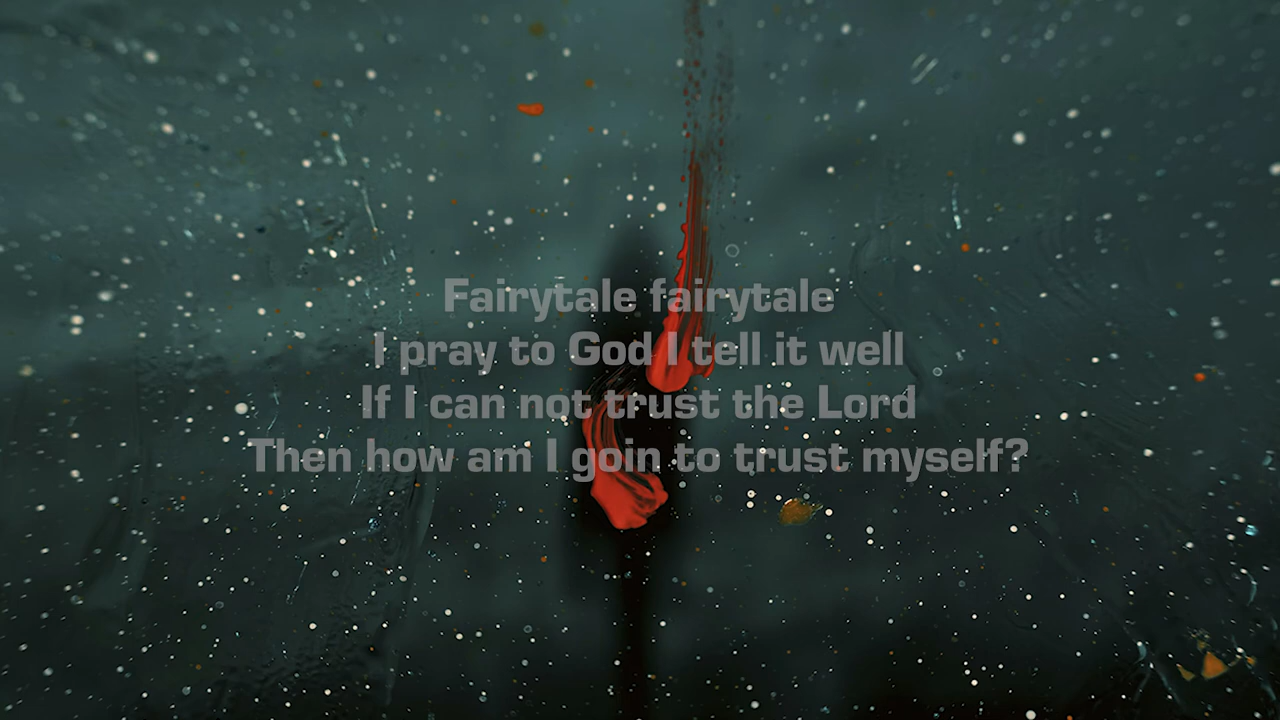 Fairytale fairytale
I pray to God I tell it well
If I can not trust the Lord
Then how am I goin to trust myself?